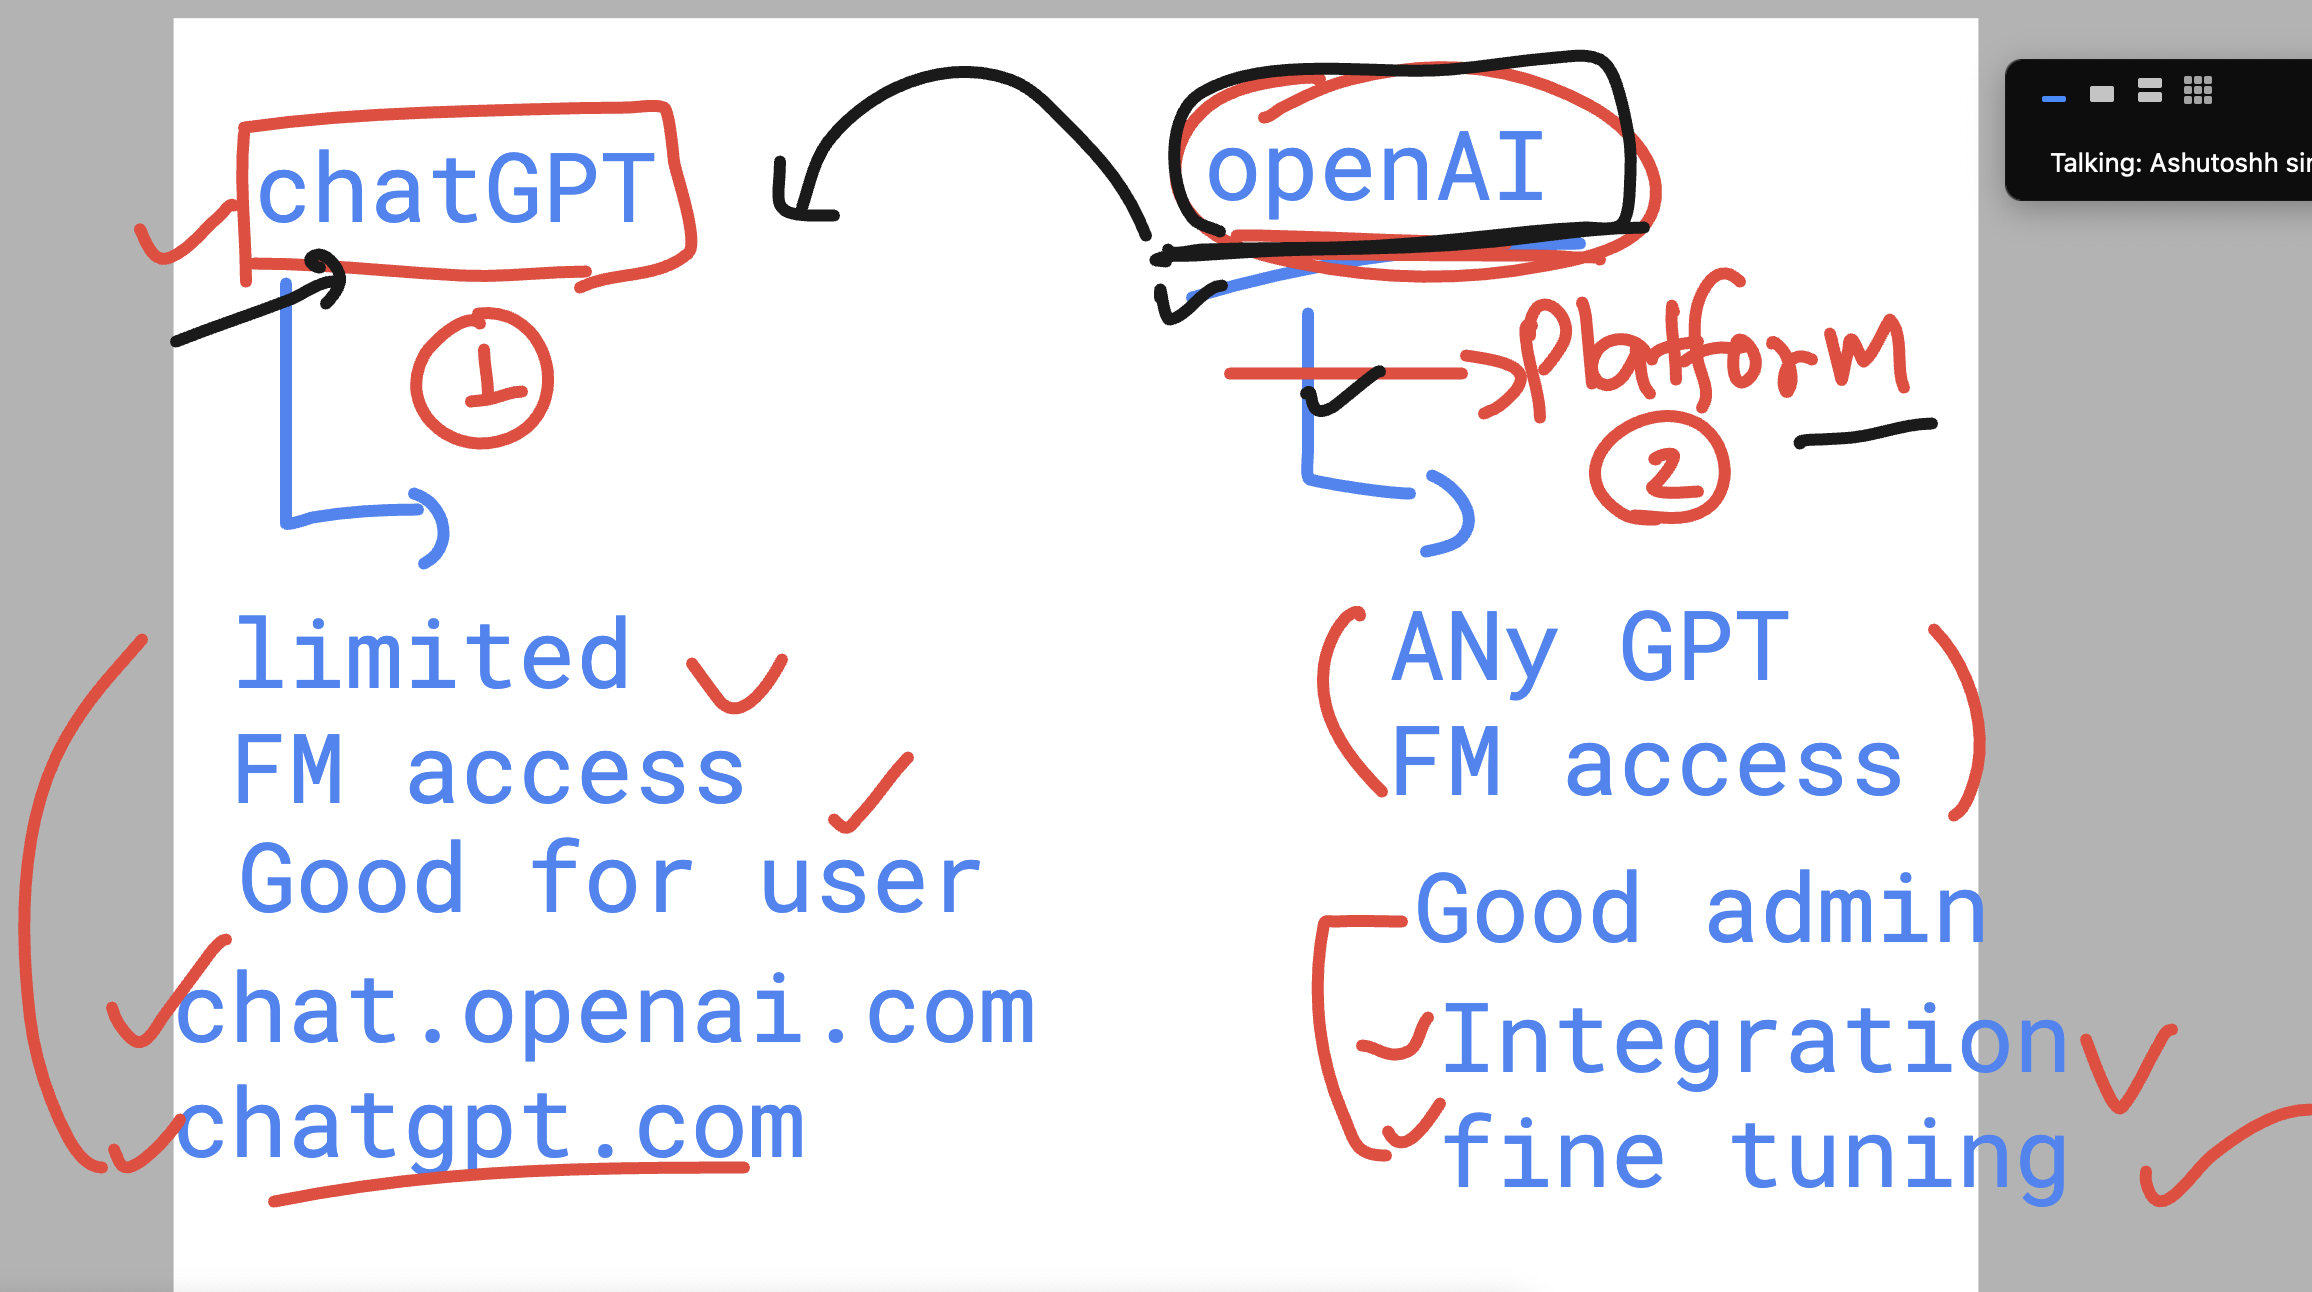 chatGPT
openAI
Talking: Ashutoshh
1
Platform
2
limited
FM access
Good for user
chat.openai.com
chatgpt.com
ANy GPT
FM access
Good admin
Integration
fine tuning